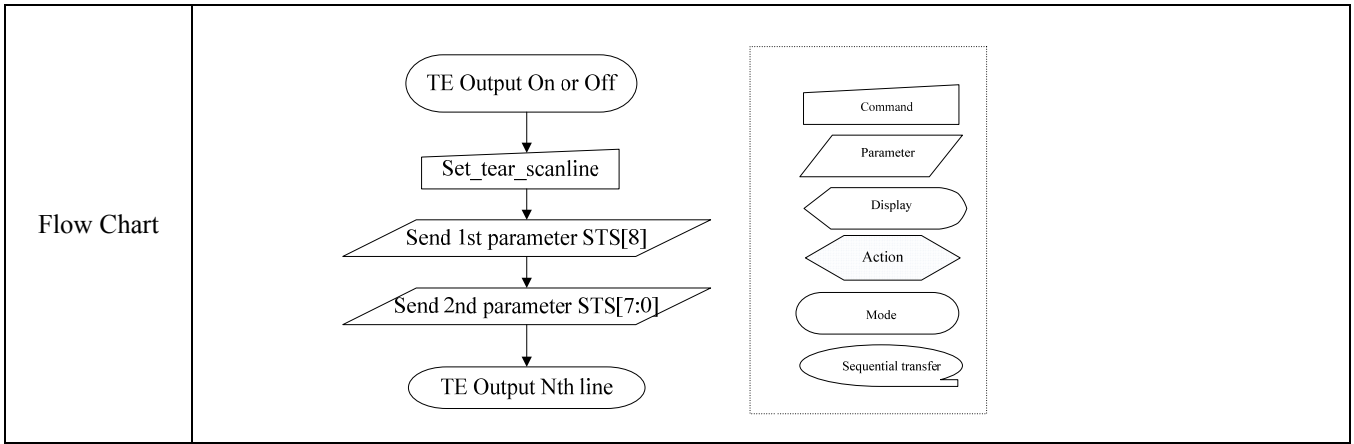 Flow Chart
TE Output On or Off
Set_tear_scanline
Send 1st parameter STS[8]
Send 2nd parameter STS[7:0]
TE Output Nth line
Command
Parameter
Display
Action
Mode
Sequential transfer